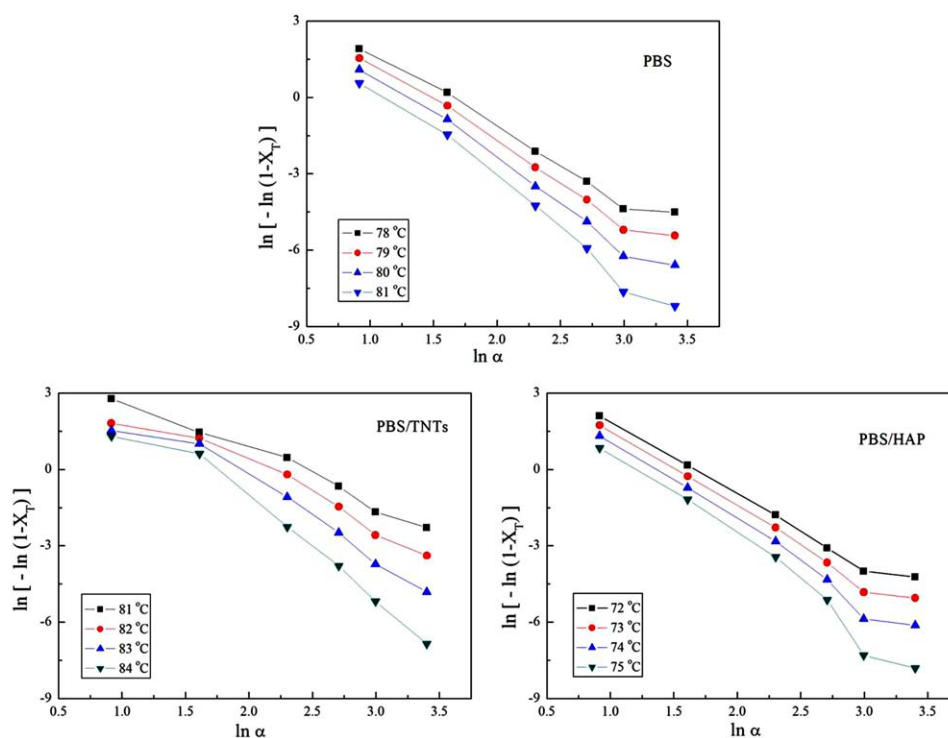 PBS
ln [ - ln (1-X_T) ]
3
0
-3
-6
-9
78 °C
79 °C
80 °C
81 °C
0.5 1.0 1.5 2.0 2.5 3.0 3.5
ln α
PBS/TNTs
ln [ - ln (1-X_T) ]
3
0
-3
-6
-9
81 °C
82 °C
83 °C
84 °C
0.5 1.0 1.5 2.0 2.5 3.0 3.5
ln α
PBS/HAP
ln [ - ln (1-X_T) ]
3
0
-3
-6
-9
72 °C
73 °C
74 °C
75 °C
0.5 1.0 1.5 2.0 2.5 3.0 3.5
ln α